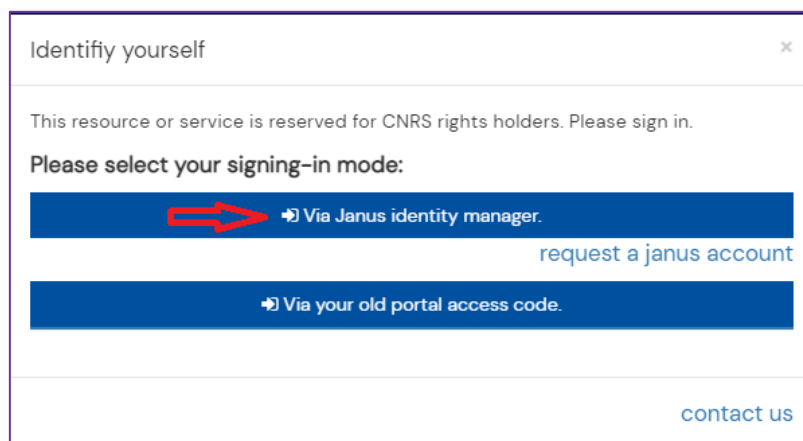 Identifiy yourself ×
This resource or service is reserved for CNRS rights holders. Please sign in.
Please select your signing-in mode:
Via Janus identity manager.
request a janus account
Via your old portal access code.
contact us